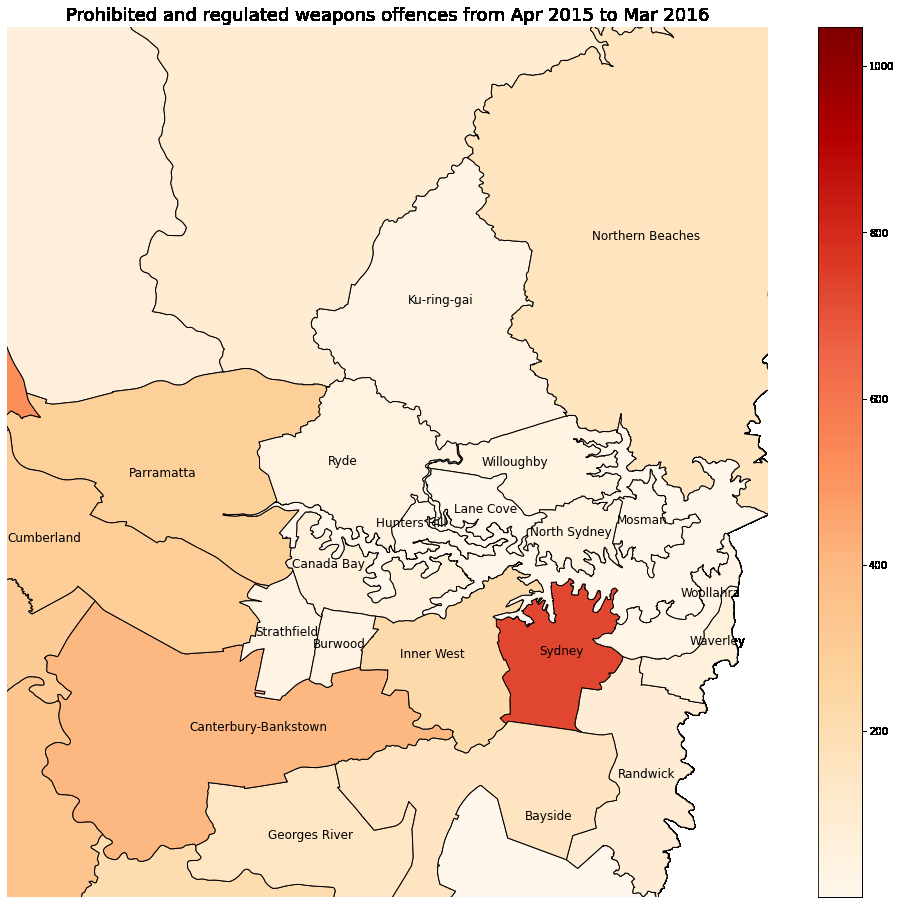 Prohibited and regulated weapons offences from Apr 2015 to Mar 2016
1000
800
600
400
200
Northern Beaches
Ku-ring-gai
Ryde
Willoughby
Parramatta
Lane Cove
Hunters Hill
Mosman
North Sydney
Cumberland
Canada Bay
Woollahra
Strathfield
Burwood
Waverley
Inner West
Sydney
Canterbury-Bankstown
Randwick
Bayside
Georges River